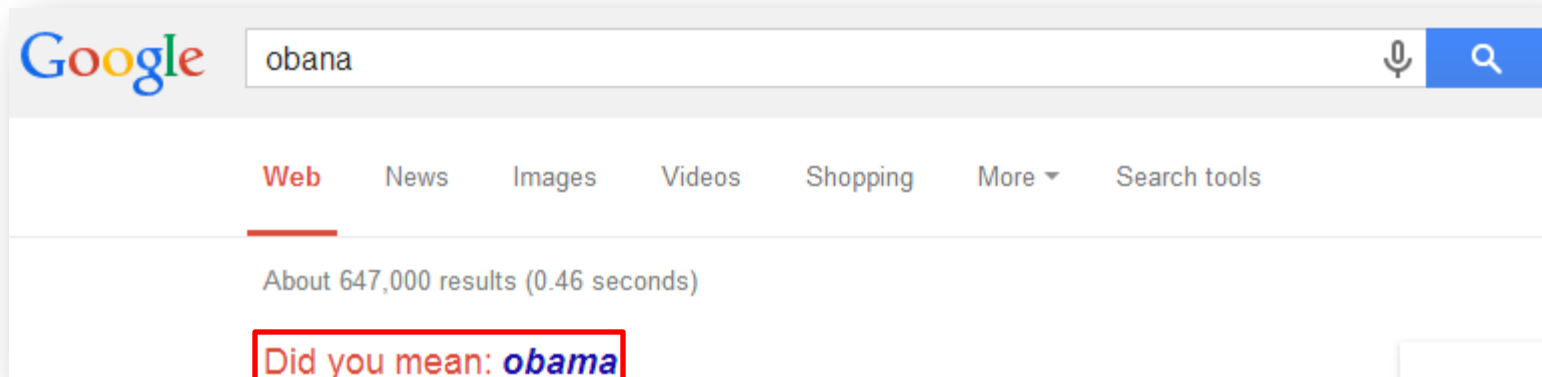 Google obana
Web News Images Videos Shopping More Search tools
About 647,000 results (0.46 seconds)
Did you mean: obama